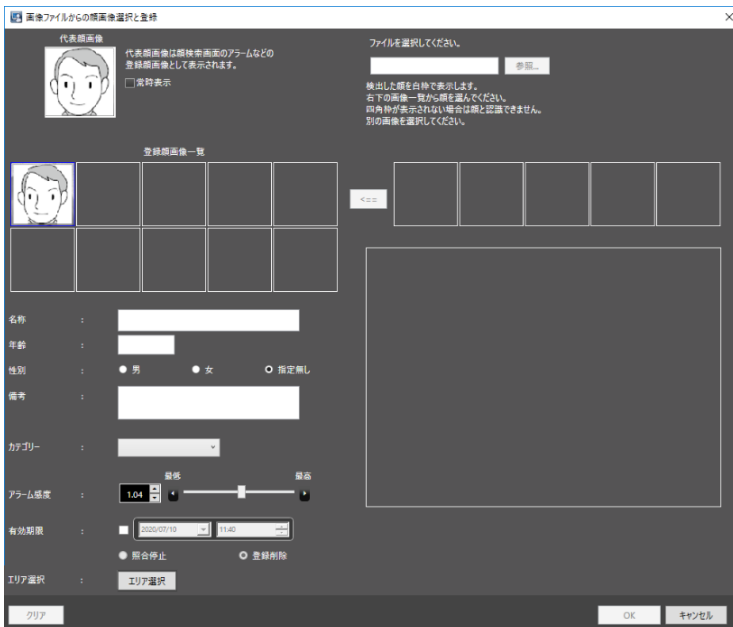 画像ファイルからの顔画像選択と登録
代表顔画像
代表顔画像は顔検索画面のアラームなどの
登録顔画像として表示されます。
常時表示
ファイルを選択してください。
参照...
検出した顔を白枠で表示します。
右下の画像一覧から顔を選んでください。
四角枠が表示されない場合は顔と認識できません。
別の画像を選択してください。
登録顔画像一覧
<==
名称 :
年齢 :
性別 : 男 女 指定無し
備考 :
カテゴリー :
最低 最高
アラーム感度 : 1.04
有効期限 : 2020/07/10 11:40
照合停止 登録削除
エリア選択 : エリア選択
クリア OK キャンセル